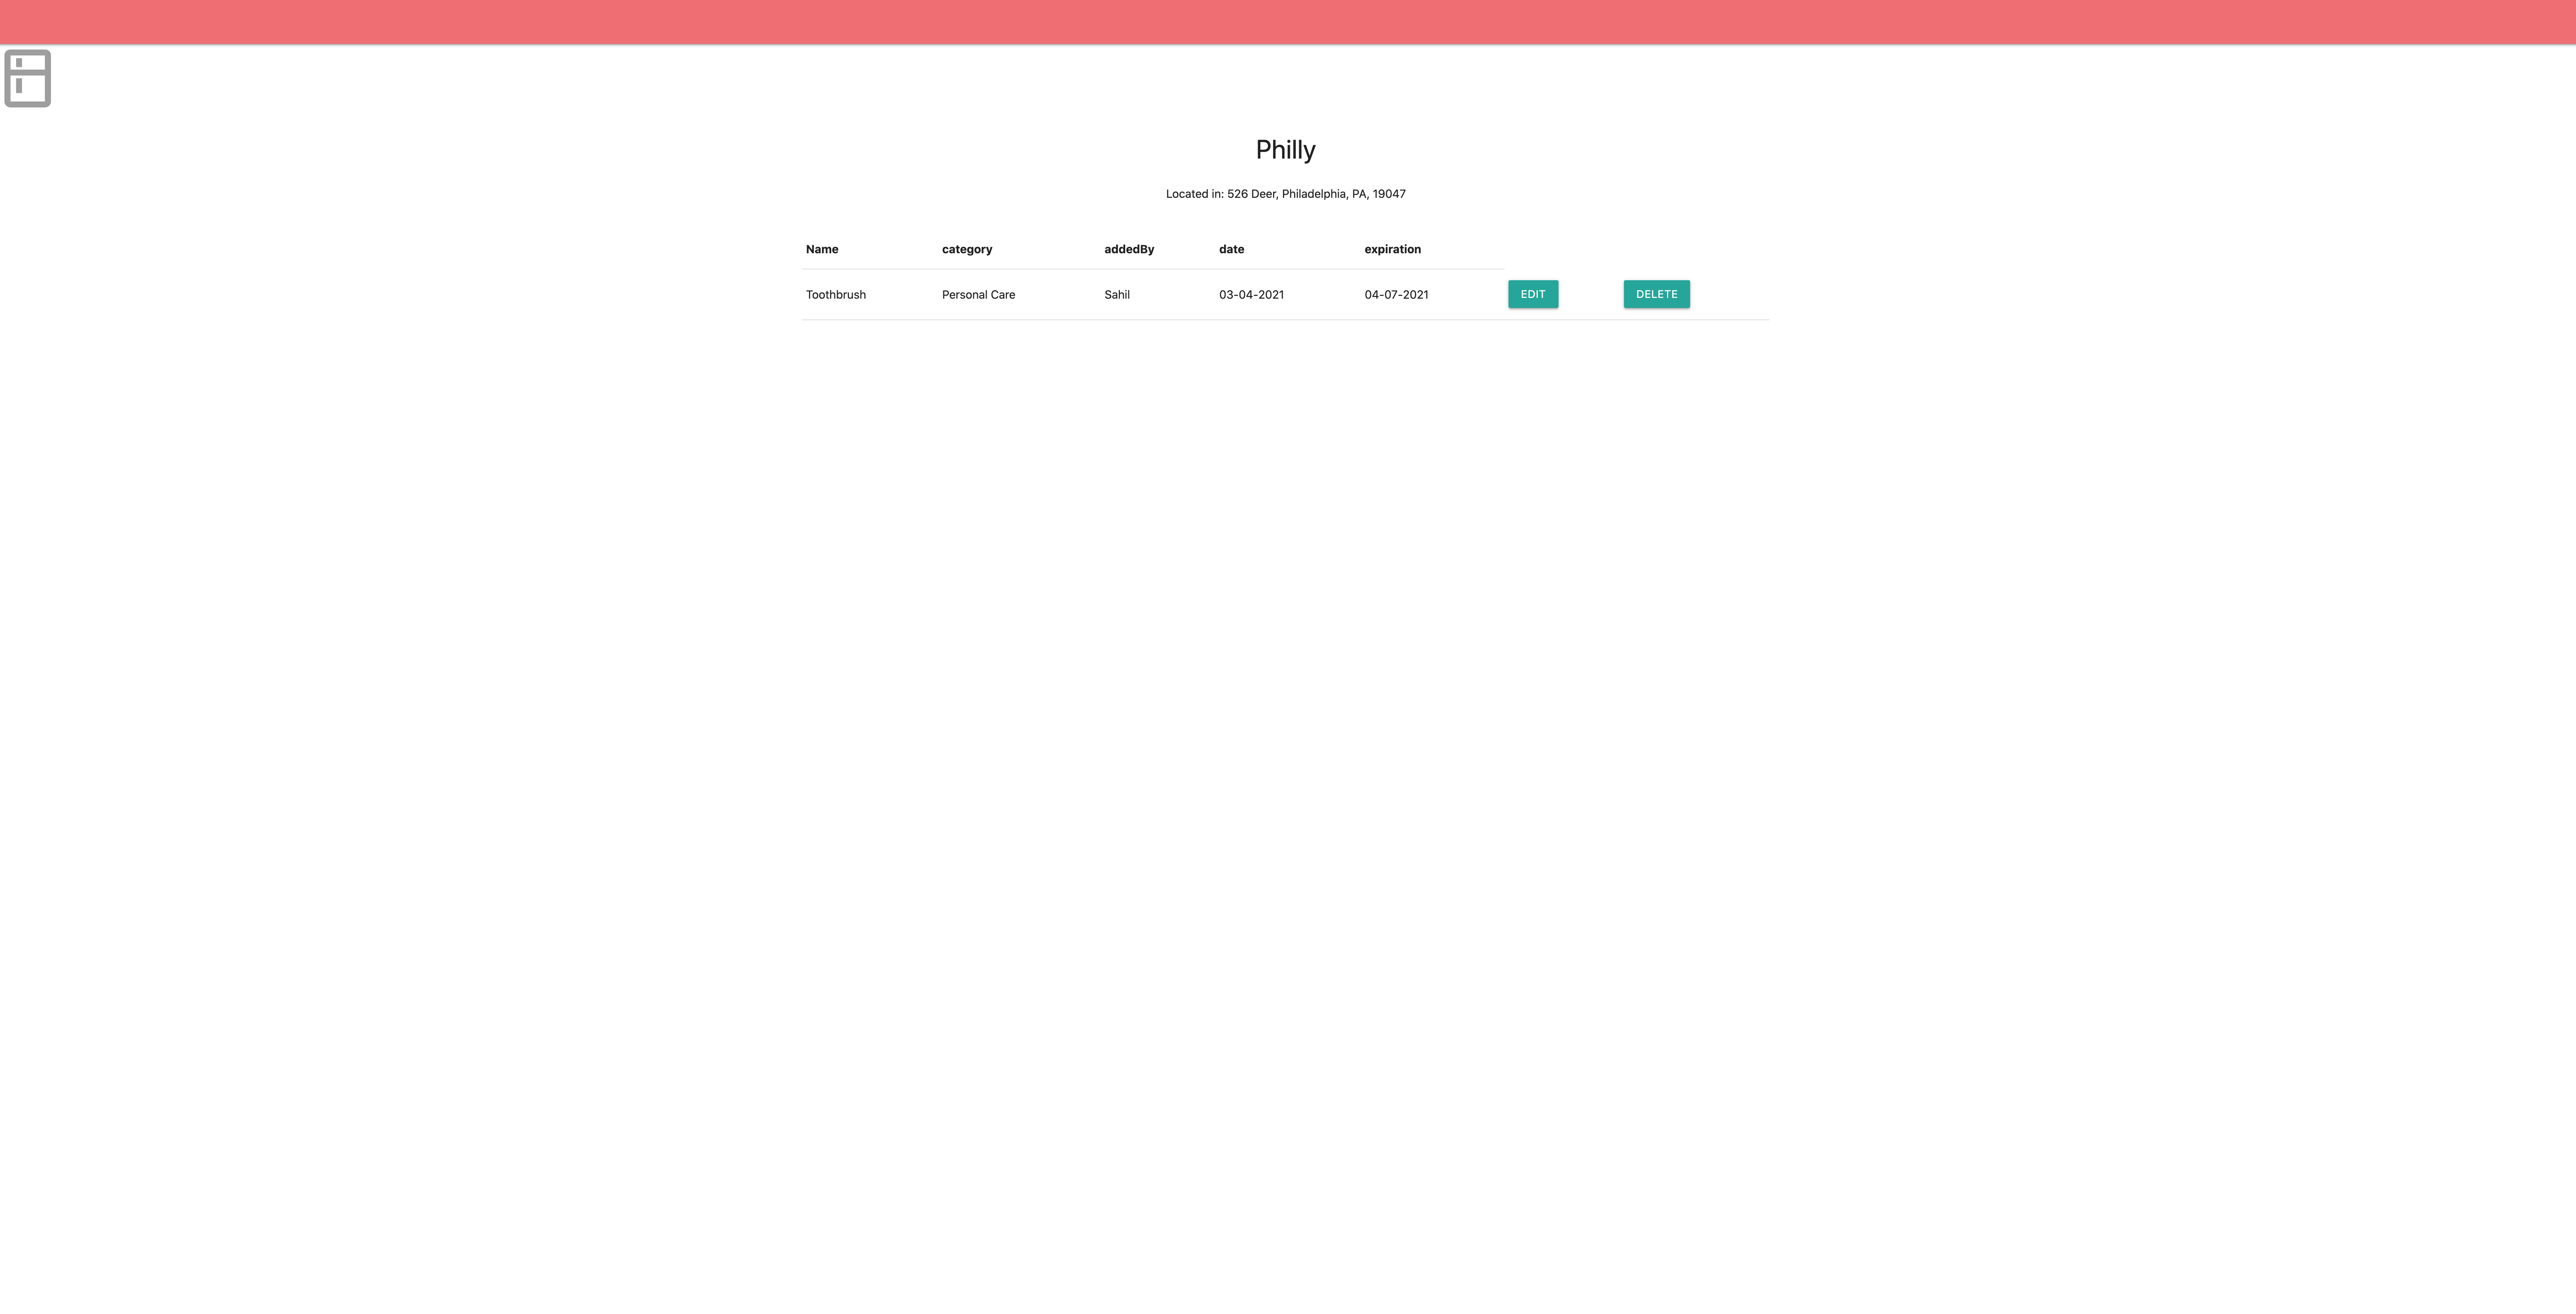 Philly
Located in: 526 Deer, Philadelphia, PA, 19047
Name category addedBy date expiration
Toothbrush Personal Care Sahil 03-04-2021 04-07-2021 EDIT DELETE